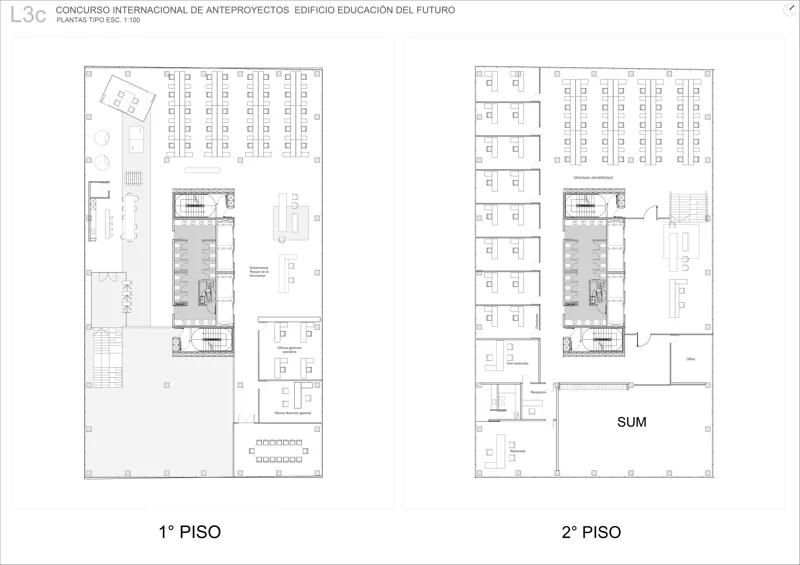 L3c
CONCURSO INTERNACIONAL DE ANTEPROYECTOS EDIFICIO EDUCACIÓN DEL FUTURO
PLANTAS TIPO ESC. 1:100
Gobernanza
Parque de la
Innovacion
Oficina gerencia
operativa
Oficina direccion general
1° PISO
OFICINAS UNIVERSIDAD
Directores
Vice-rectorado
Office
Recepcion
SUM
Rectorado
2° PISO